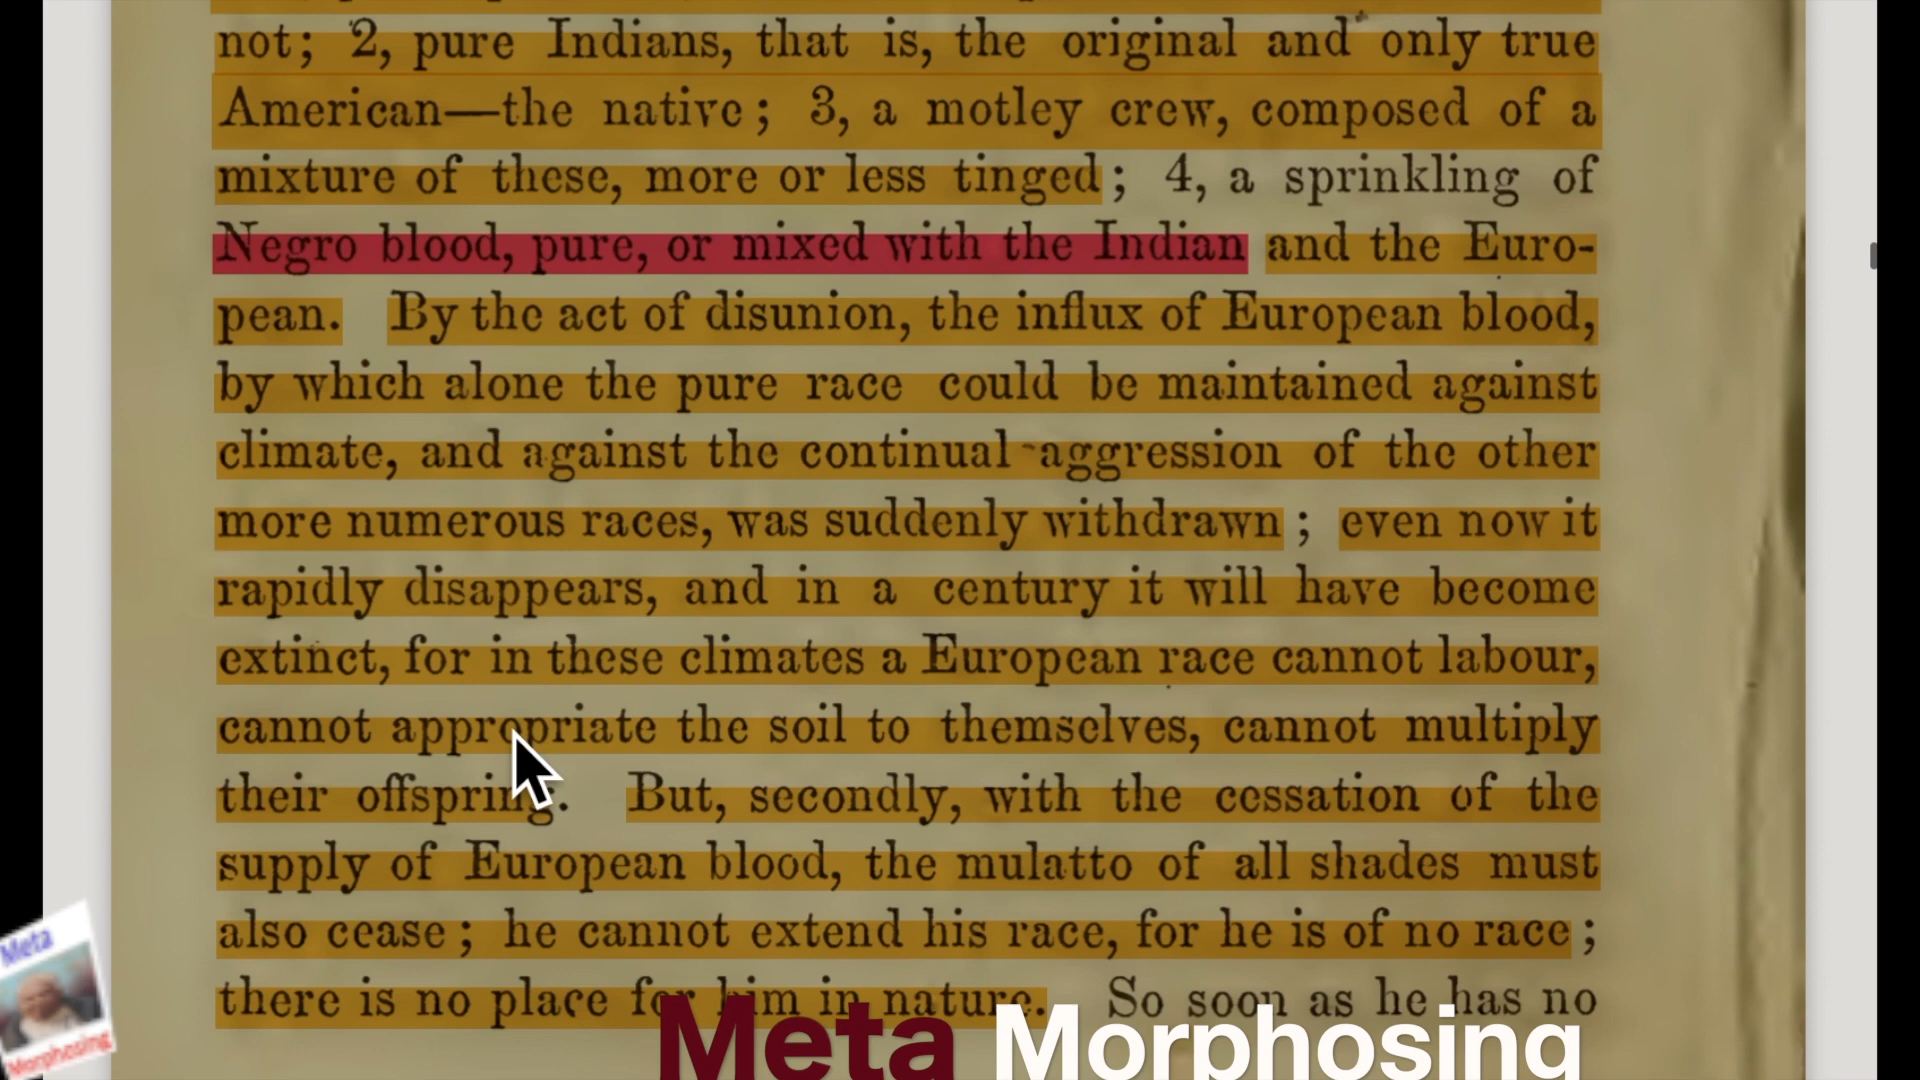 not; 2, pure Indians, that is, the original and only true
American—the native; 3, a motley crew, composed of a
mixture of these, more or less tinged; 4, a sprinkling of
Negro blood, pure, or mixed with the Indian and the Euro-
pean. By the act of disunion, the influx of European blood,
by which alone the pure race could be maintained against
climate, and against the continual aggression of the other
more numerous races, was suddenly withdrawn; even now it
rapidly disappears, and in a century it will have become
extinct, for in these climates a European race cannot labour,
cannot appropriate the soil to themselves, cannot multiply
their offspring. But, secondly, with the cessation of the
supply of European blood, the mulatto of all shades must
also cease; he cannot extend his race, for he is of no race;
there is no place for him in nature. So soon as he has no
Meta Morphosing
Meta
Morphosing